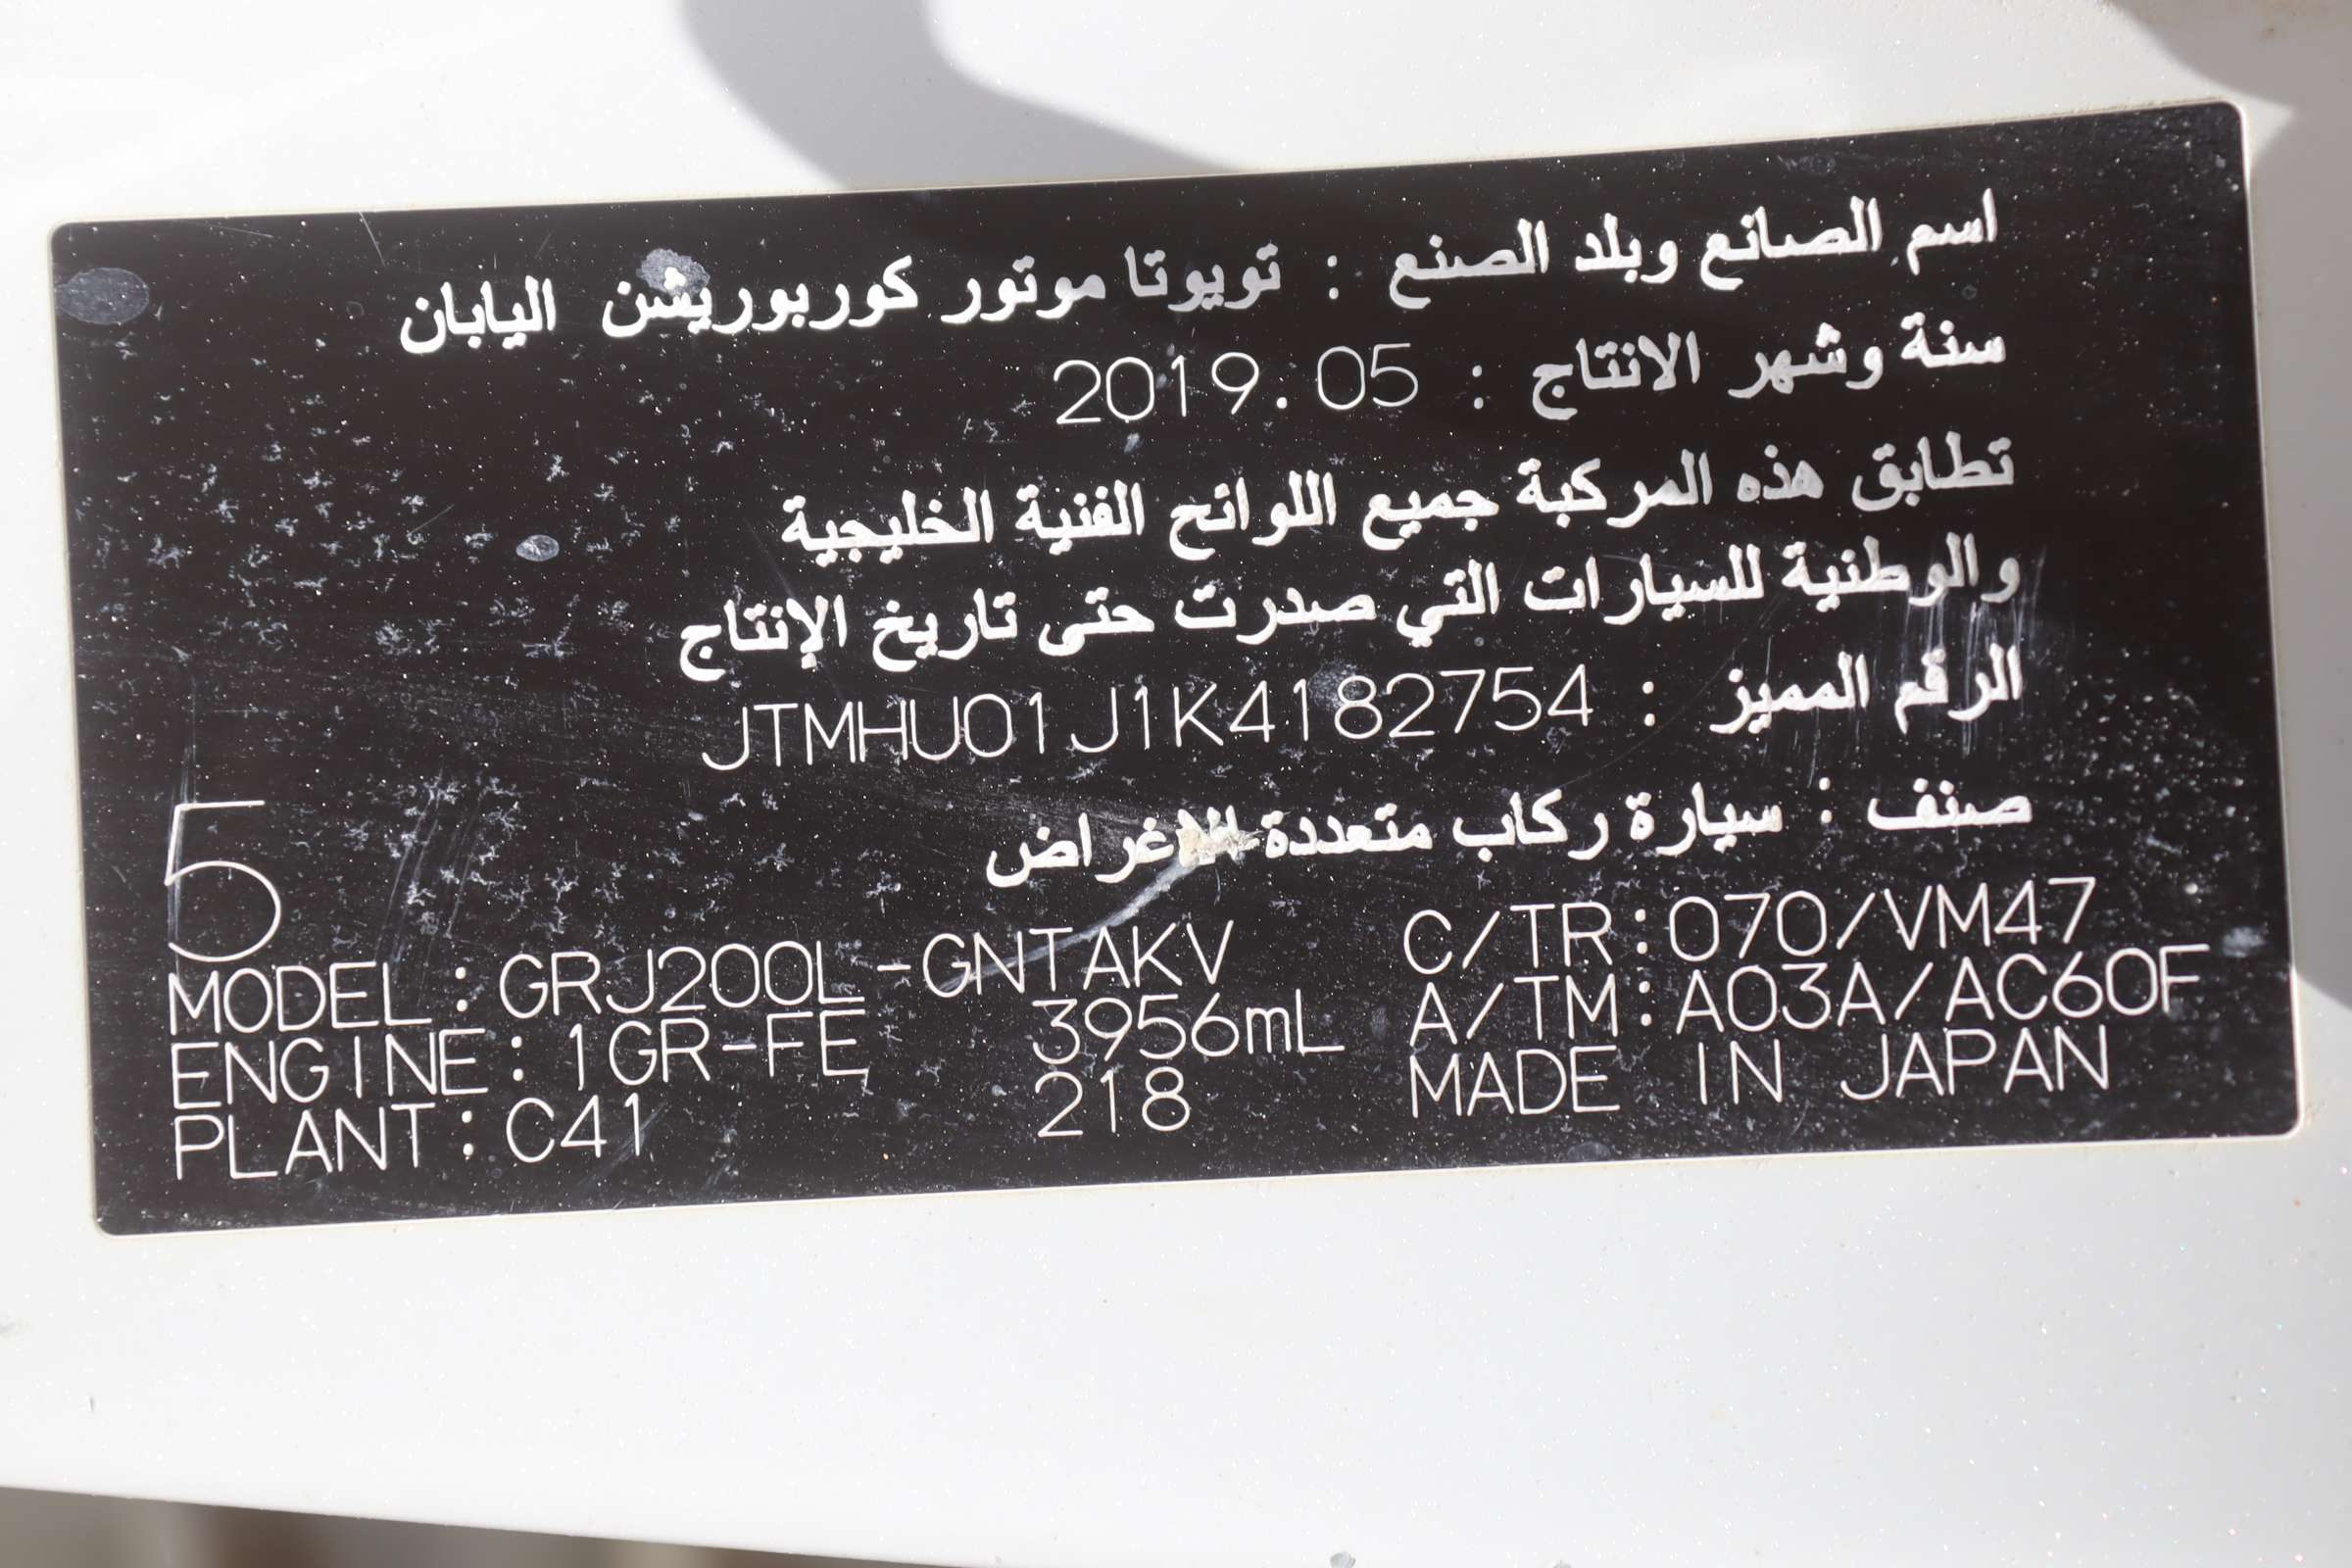 اسم الصانع وبلد الصنع : تويوتا موتور كوربوريشن اليابان
سنة وشهر الانتاج : 2019.05
تطابق هذه المركبة جميع اللوائح الفنية الخليجية
والوطنية للسيارات التي صدرت حتى تاريخ الإنتاج
الرقم المميز : JTMHU01J1K4182754
صنف : سيارة ركاب متعددة الاغراض
5
MODEL: GRJ200L-GNTAKV C/TR:070/VM47
ENGINE: 1GR-FE 3956mL A/TM:A03A/AC60F
PLANT: C41 218 MADE IN JAPAN